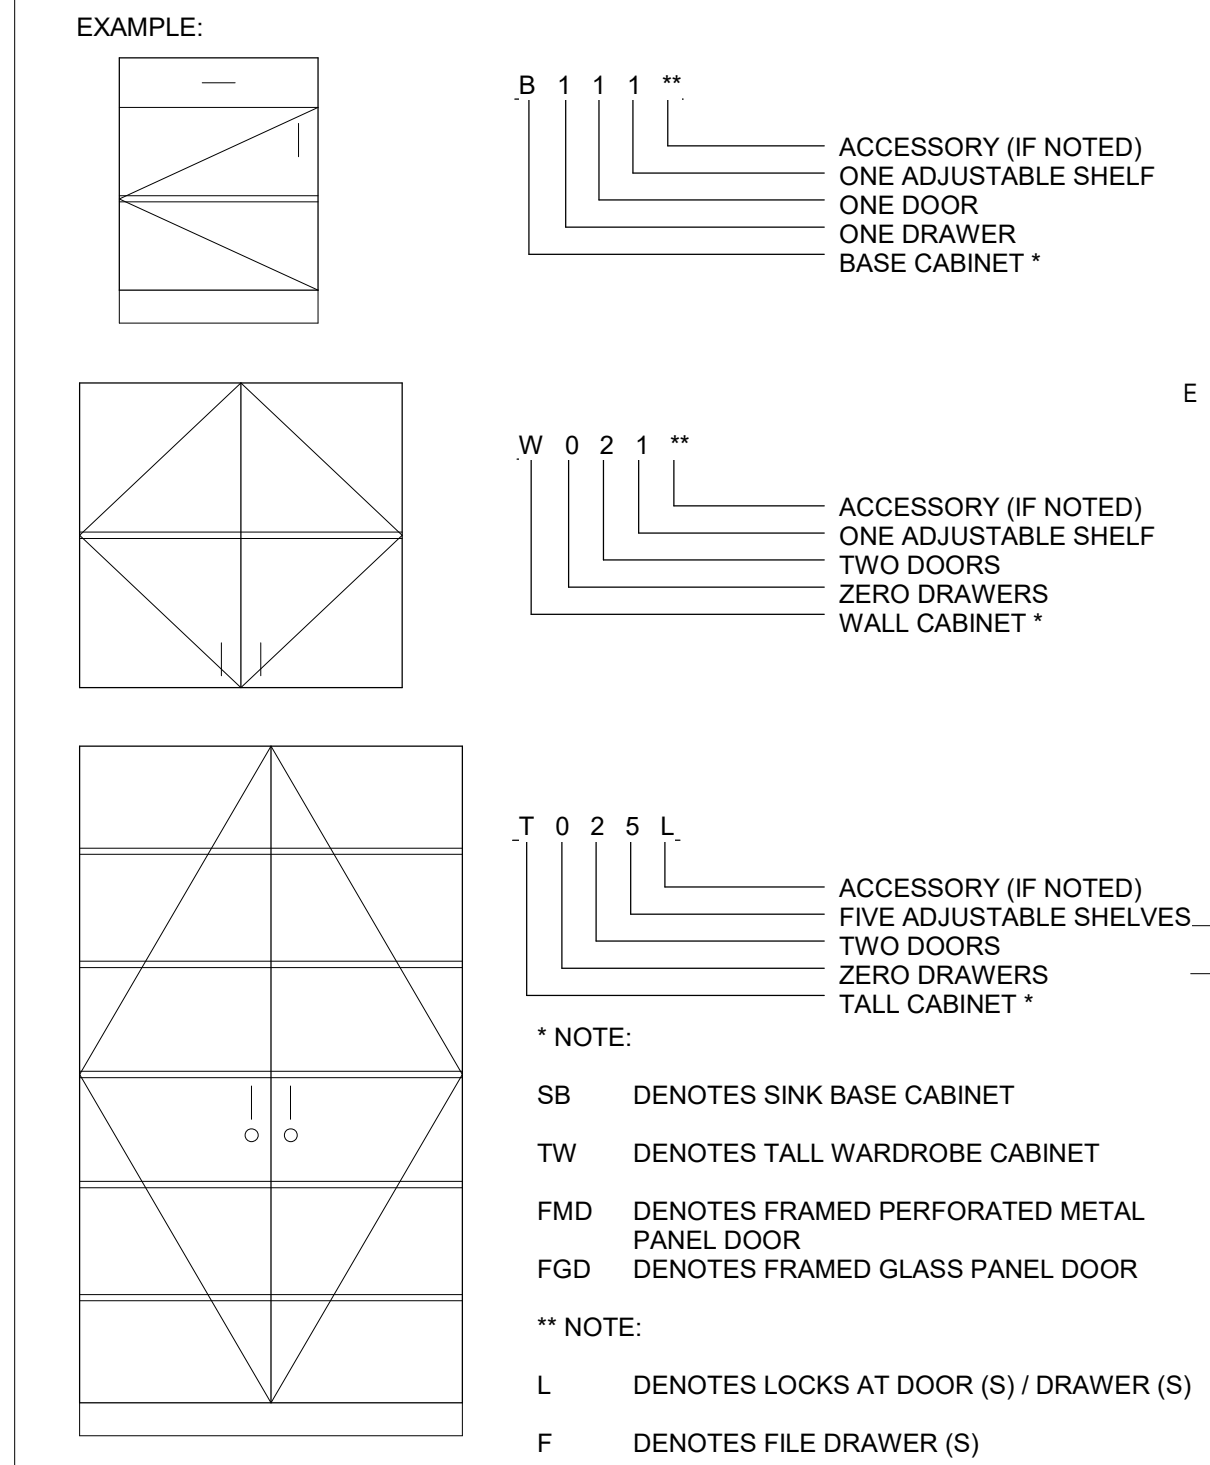 EXAMPLE:
B 1 1 1 **
ACCESSORY (IF NOTED)
ONE ADJUSTABLE SHELF
ONE DOOR
ONE DRAWER
BASE CABINET *
E
W 0 2 1 **
ACCESSORY (IF NOTED)
ONE ADJUSTABLE SHELF
TWO DOORS
ZERO DRAWERS
WALL CABINET *
T 0 2 5 L
ACCESSORY (IF NOTED)
FIVE ADJUSTABLE SHELVES
TWO DOORS
ZERO DRAWERS
TALL CABINET *
* NOTE:
SB DENOTES SINK BASE CABINET
TW DENOTES TALL WARDROBE CABINET
FMD DENOTES FRAMED PERFORATED METAL
PANEL DOOR
FGD DENOTES FRAMED GLASS PANEL DOOR
** NOTE:
L DENOTES LOCKS AT DOOR (S) / DRAWER (S)
F DENOTES FILE DRAWER (S)